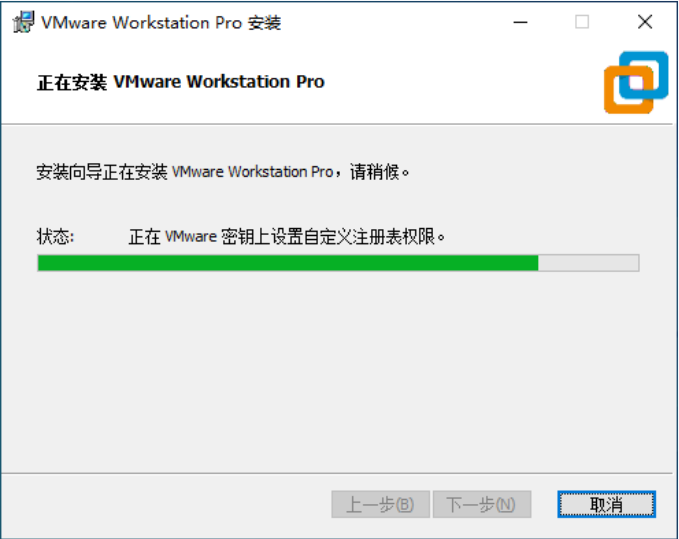 VMware Workstation Pro 安装
正在安装 VMware Workstation Pro
安装向导正在安装 VMware Workstation Pro，请稍候。
状态: 正在 VMware 密钥上设置自定义注册表权限。
上一步(B) 下一步(N) 取消